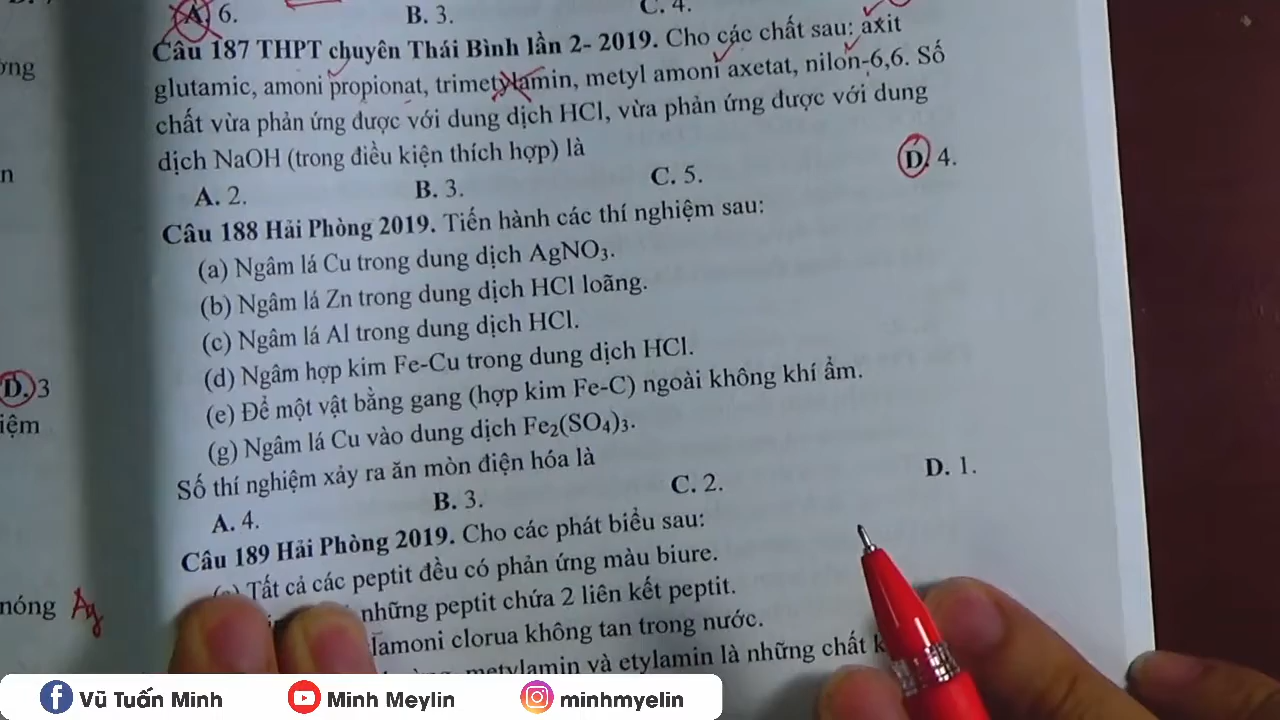 A. 6.
B. 3.
C. 4.
Câu 187 THPT chuyên Thái Bình lần 2- 2019. Cho các chất sau: axit
glutamic, amoni propionat, trimetylamin, metyl amoni axetat, nilon-6,6. Số
chất vừa phản ứng được với dung dịch HCl, vừa phản ứng được với dung
dịch NaOH (trong điều kiện thích hợp) là
A. 2.
B. 3.
C. 5.
D. 4.
Câu 188 Hải Phòng 2019. Tiến hành các thí nghiệm sau:
(a) Ngâm lá Cu trong dung dịch AgNO₃.
(b) Ngâm lá Zn trong dung dịch HCl loãng.
(c) Ngâm lá Al trong dung dịch HCl.
(d) Ngâm hợp kim Fe-Cu trong dung dịch HCl.
(e) Để một vật bằng gang (hợp kim Fe-C) ngoài không khí ẩm.
(g) Ngâm lá Cu vào dung dịch Fe₂(SO₄)₃.
Số thí nghiệm xảy ra ăn mòn điện hóa là
A. 4.
B. 3.
C. 2.
D. 1.
Câu 189 Hải Phòng 2019. Cho các phát biểu sau:
Tất cả các peptit đều có phản ứng màu biure.
những peptit chứa 2 liên kết peptit.
lamoni clorua không tan trong nước.
metylamin và etylamin là những chất k
n
D. 3
iệm
nóng Ag
Vũ Tuấn Minh
Minh Meylin
minhmyelin